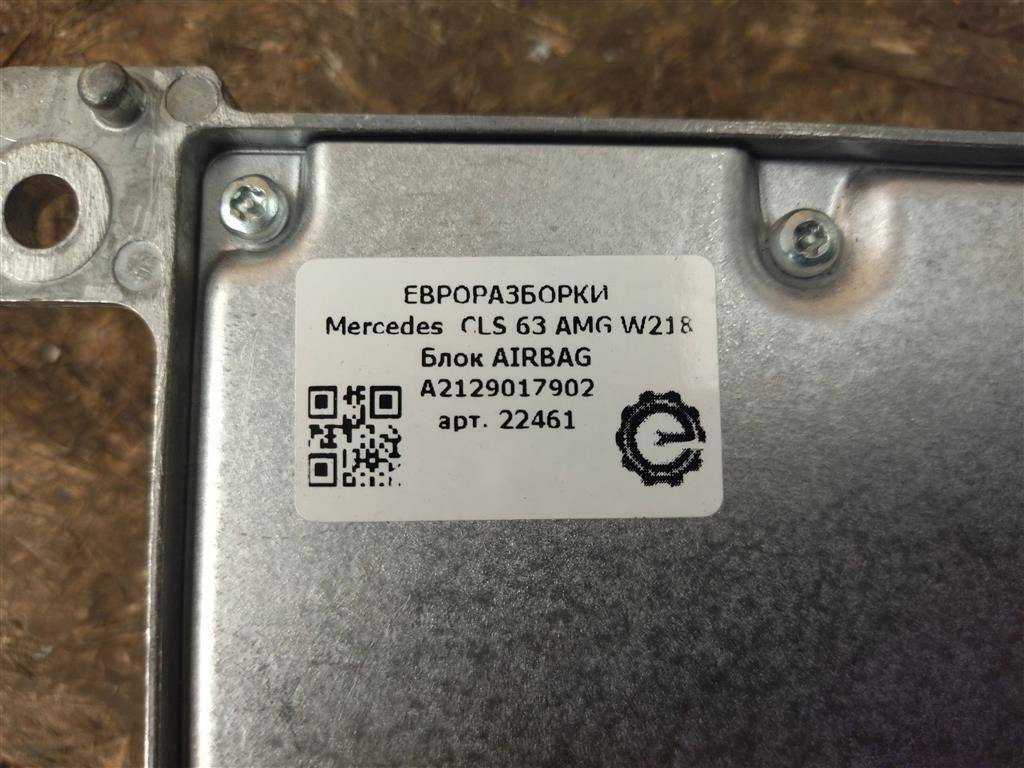 ЕВРОРАЗБОРКИ
Mercedes CLS 63 AMG W218
Блок AIRBAG
A2129017902
арт. 22461